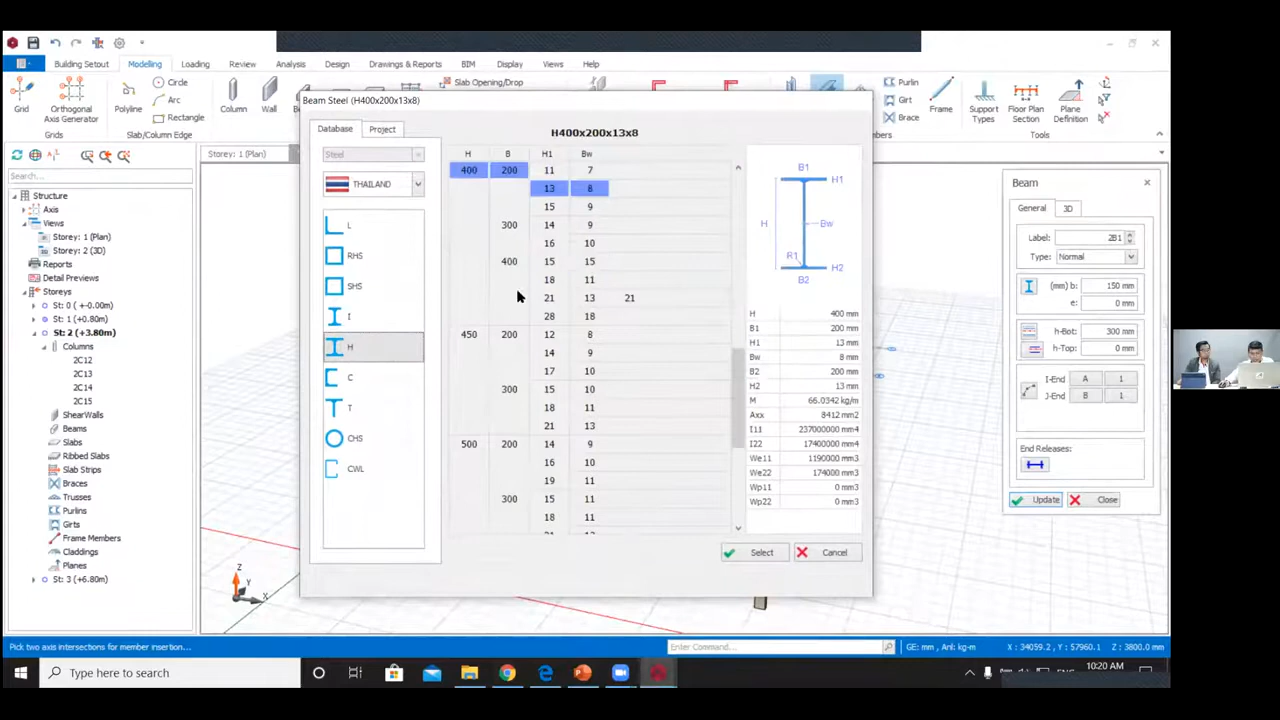 Building Setout Modelling Loading Review Analysis Design Drawings & Reports BIM Display Views Help
Grid
Orthogonal
Axis Generator
Grids
Polyline
Circle
Arc
Rectangle
Slab/Column Edge
Column
Wall
Slab Opening/Drop
Purlin
Girt
Brace
Frame
Support
Types
Floor Plan
Section
Plane
Definition
Tools
Search...
Structure
Axis
Views
Storey: 1 (Plan)
Storey: 2 (3D)
Reports
Detail Previews
Storeys
St: 0 (+-0.00m)
St: 1 (+0.80m)
St: 2 (+3.80m)
Columns
2C12
2C13
2C14
2C15
ShearWalls
Beams
Slabs
Ribbed Slabs
Slab Strips
Braces
Trusses
Purlins
Girts
Frame Members
Claddings
Planes
St: 3 (+6.80m)
Storey: 1 (Plan)
Beam Steel (H400x200x13x8)
Database Project
Steel
THAILAND
L
RHS
SHS
I
H
C
T
CHS
CWL
H400x200x13x8
H B H1 Bw
400 200 11 7
13 8
15 9
300 14 9
16 10
400 15 15
18 11
21 13 21
28 18
450 200 12 8
14 9
17 10
300 15 10
18 11
21 13
500 200 14 9
16 10
19 11
300 15 11
18 11
B1
H1
H
Bw
R1
H2
B2
H 400 mm
B1 200 mm
H1 13 mm
Bw 8 mm
B2 200 mm
H2 13 mm
M 66.0342 kg/m
Axx 8412 mm2
I11 237000000 mm4
I22 17400000 mm4
We11 1190000 mm3
We22 174000 mm3
Wp11 0 mm3
Wp22 0 mm3
Select Cancel
Beam
General 3D
Label: 2B1
Type: Normal
(mm) b: 150 mm
e: 0 mm
h-Bot: 300 mm
h-Top: 0 mm
I-End A 1
J-End B 1
End Releases:
Update Close
Z
Y
X
Pick two axis intersections for member insertion...
Enter Command...
GE: mm, Anl: kg-m
X : 34059.2, Y : 57960.1 Z : 3800.0 mm
Type here to search
10:20 AM